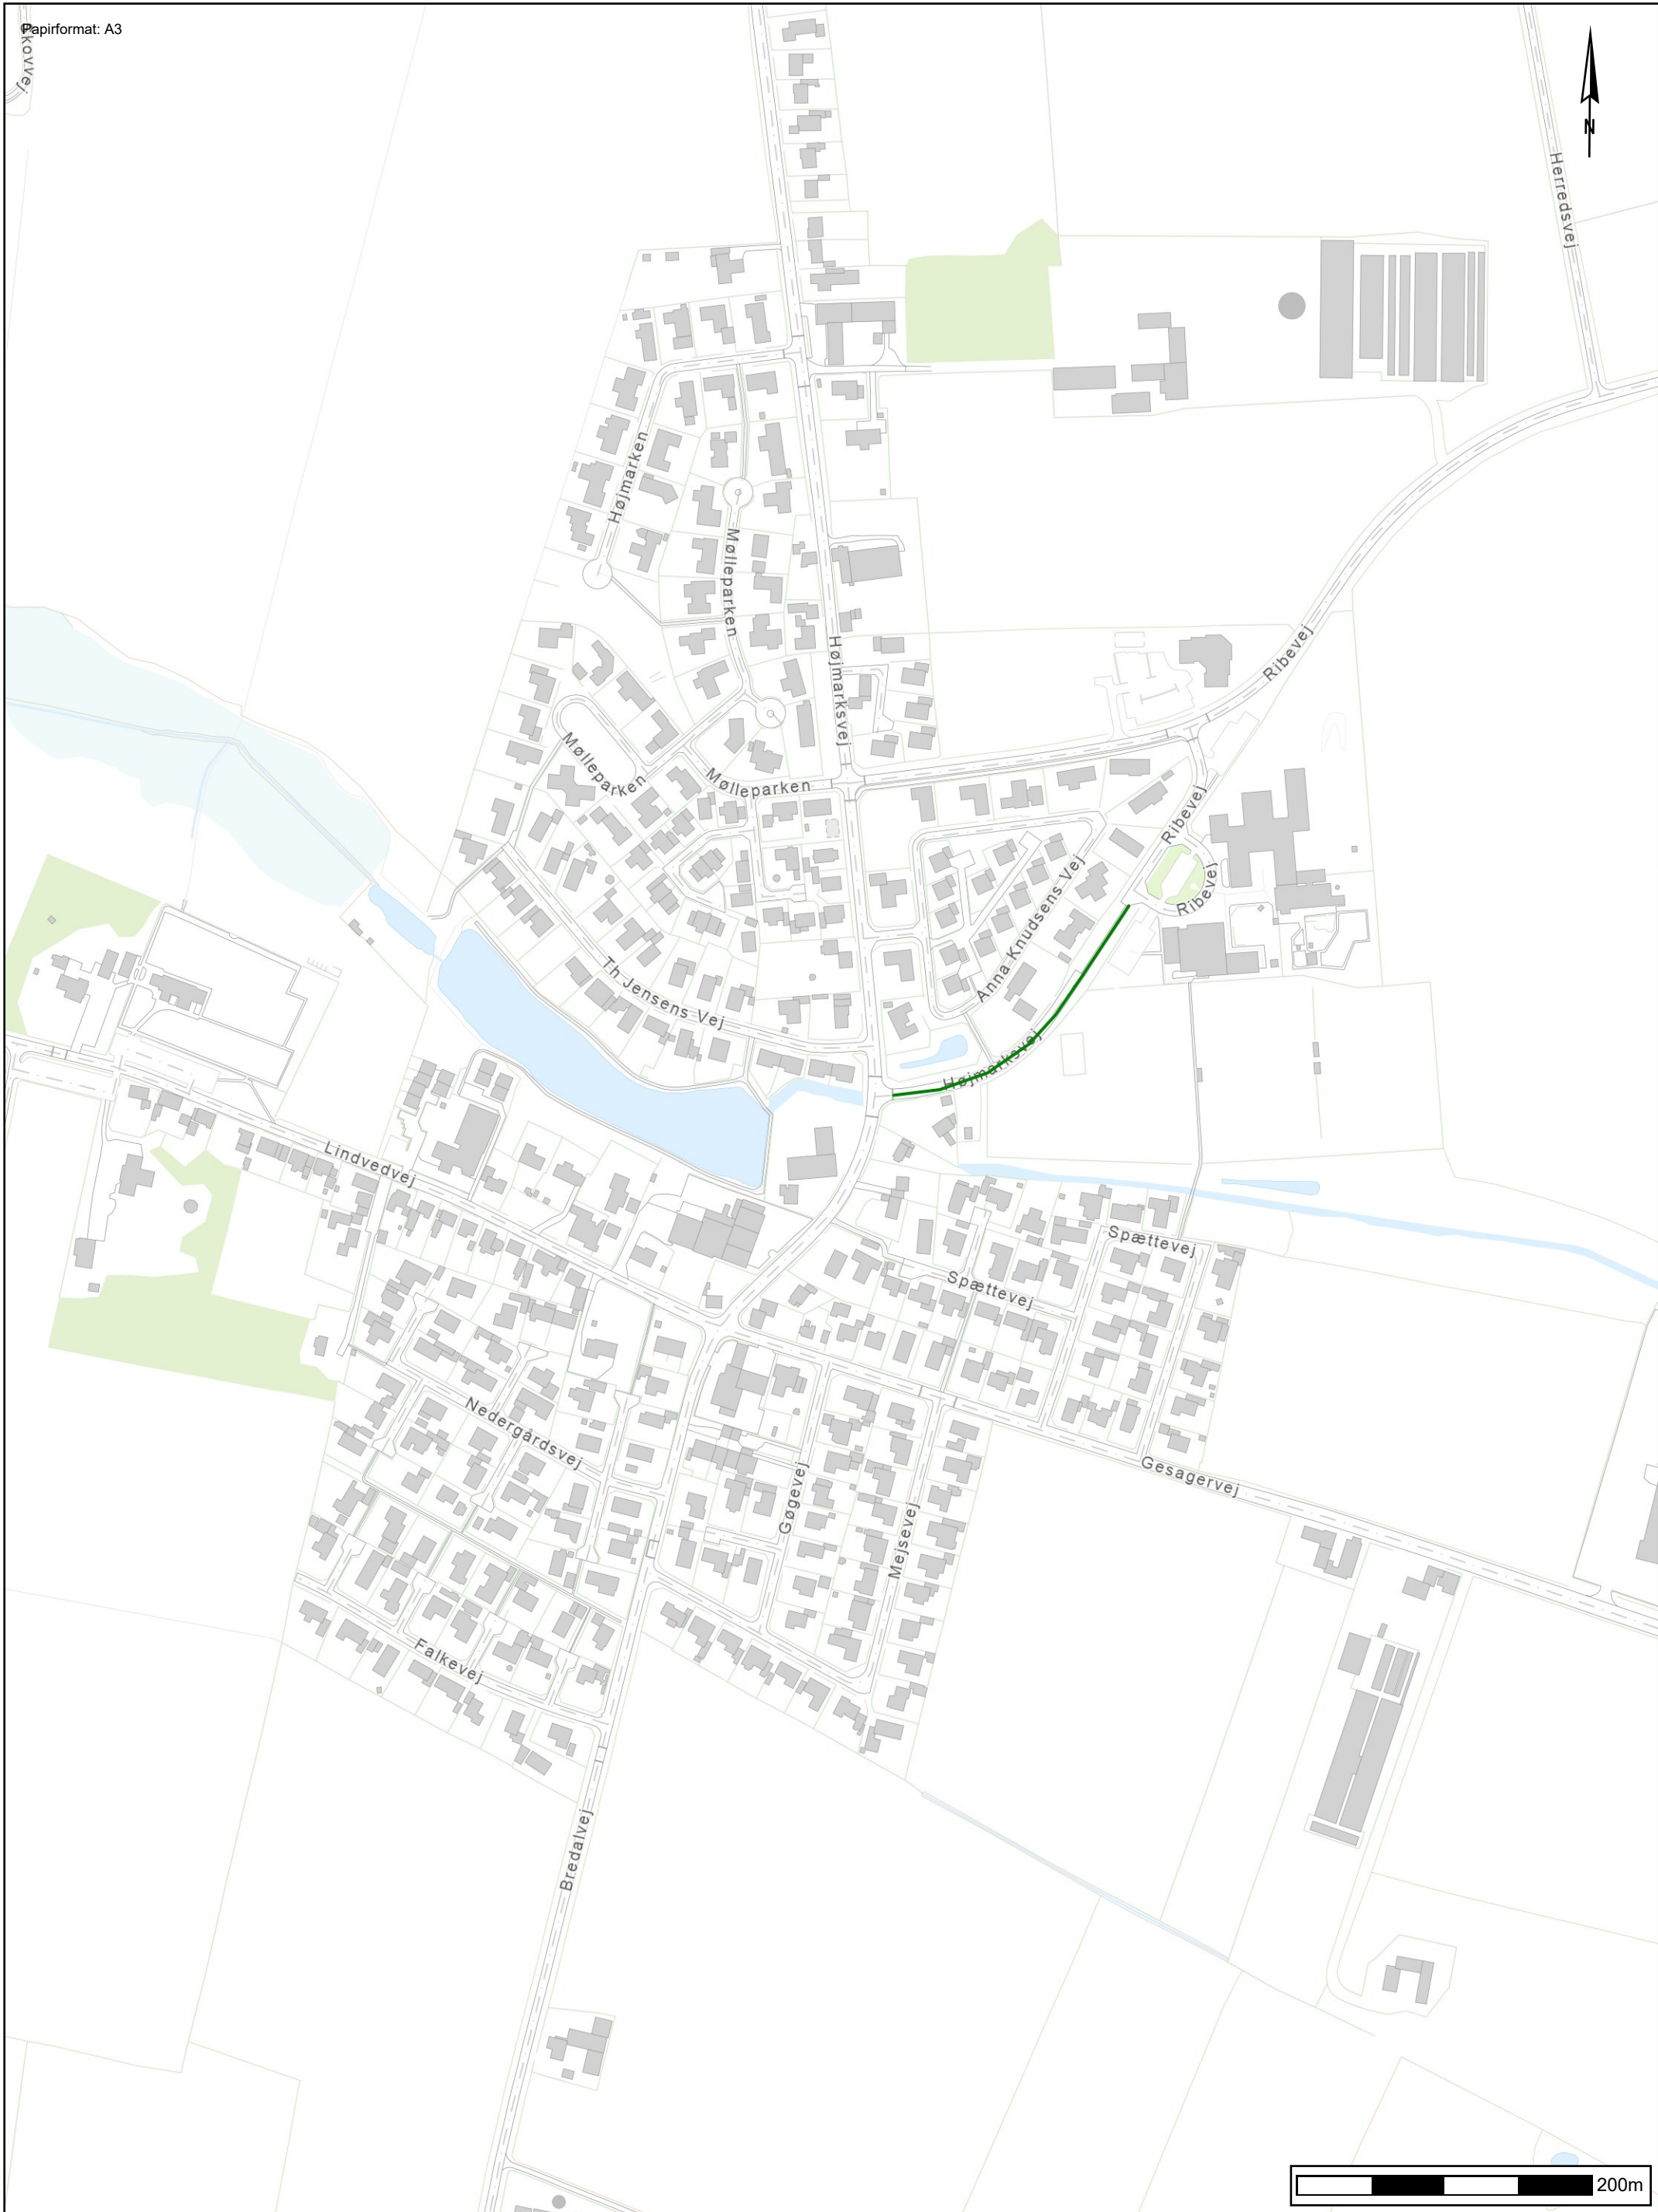 Papirformat: A3
kovvej
N
Herredsvej
Højmarken
Mølleparken
Højmarksvej
Ribevej
Mølleparken
Mølleparken
Ribevej
Ribevej
Anna Knudsens Vej
Th Jensens Vej
Højmarksvej
Lindvedvej
Spættevej
Spættevej
Nedergårdsvej
Gøgevej
Mejsevej
Gesagervej
Falkevej
Bredalvej
200m